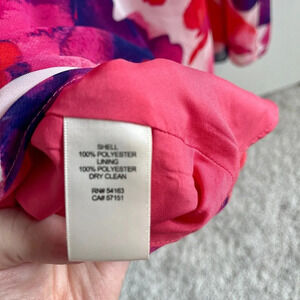 SHELL
100% POLYESTER
LINING
100% POLYESTER
DRY CLEAN
RN# 54163
CA# 57151